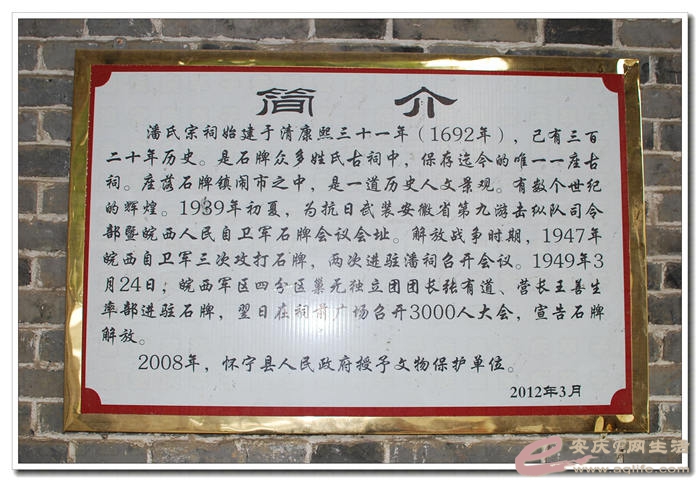 简介
潘氏宗祠始建于清康熙三十一年（1692年），已有三百
二十年历史。是石牌众多姓氏古祠中，保存迄今的唯一一座古
祠。座落石牌镇闹市之中，是一道历史人文景观。有数个世纪
的辉煌。1939年初夏，为抗日武装安徽省第九游击纵队司令
部暨皖西人民自卫军石牌会议会址。解放战争时期，1947年
皖西自卫军三次攻打石牌，两次进驻潘祠召开会议。1949年3
月24日；皖西军区四分区巢无独立团团长张有道、营长王善生
率部进驻石牌，翌日在祠前广场召开3000人大会，宣告石牌
解放。
2008年，怀宁县人民政府授予文物保护单位。
2012年3月
安庆E网生活
www.eqlife.com